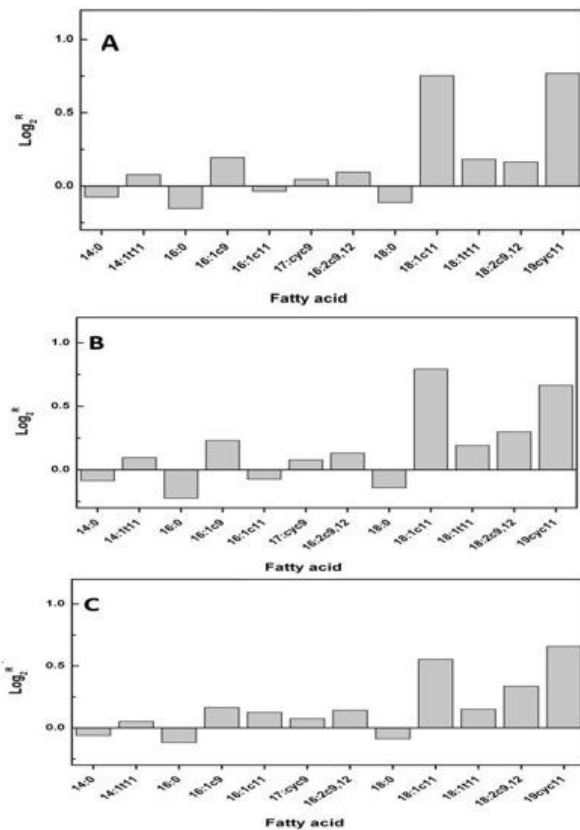 A
1.0
0.5
0.0
Log₂ᴿ
14:0
14:1t11
16:0
16:1c9
16:1c11
17:cyc9
16:2c9,12
18:0
18:1c11
18:1t11
18:2c9,12
19cyc11
Fatty acid
B
1.0
0.5
0.0
Log₂ᴿ
14:0
14:1t11
16:0
16:1c9
16:1c11
17:cyc9
16:2c9,12
18:0
18:1c11
18:1t11
18:2c9,12
19cyc11
Fatty acid
C
1.0
0.5
0.0
Log₂ᴿ
14:0
14:1t11
16:0
16:1c9
16:1c11
17:cyc9
16:2c9,12
18:0
18:1c11
18:1t11
18:2c9,12
19cyc11
Fatty acid